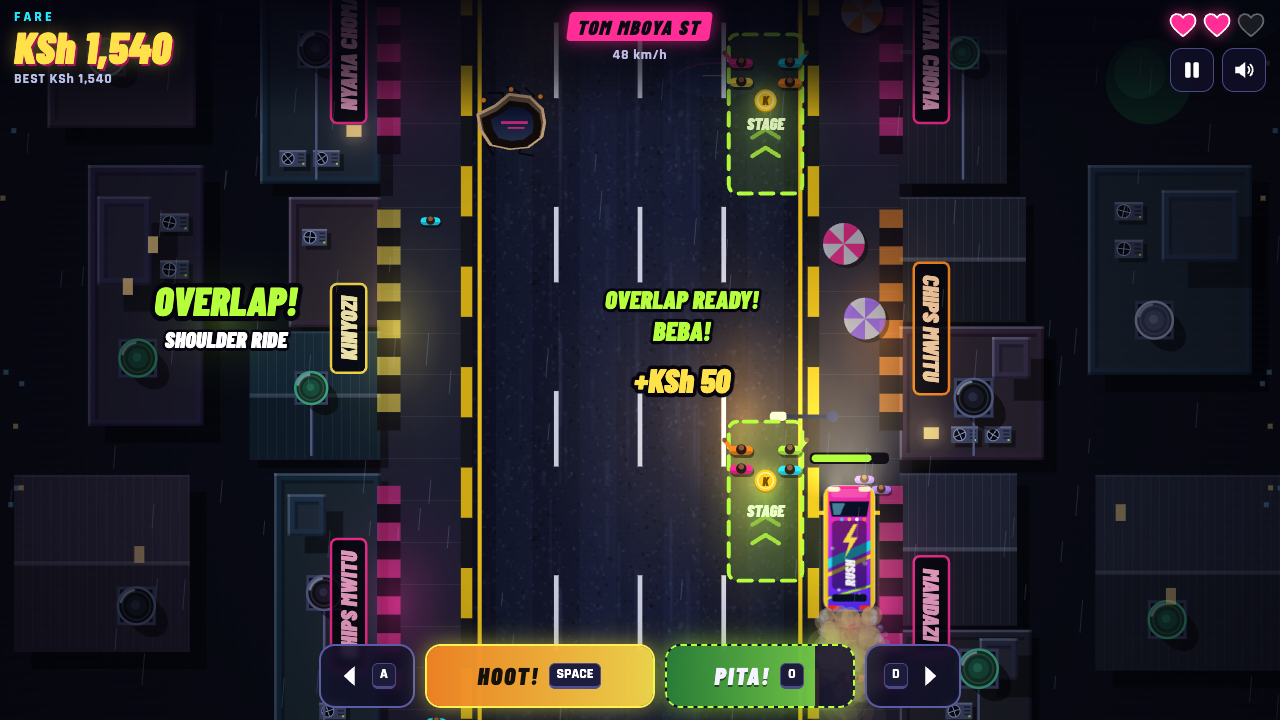 FARE
KSh 1,540
BEST KSh 1,540
TOM MBOYA ST
48 km/h
NYAMA CHOMA
NYAMA CHOMA
K
STAGE
OVERLAP!
SHOULDER RIDE
KINYOZI
OVERLAP READY!
BEBA!
+KSh 50
CHIPS MWITU
K
STAGE
RUSH
CHIPS MWITU
MANDAZI
A
HOOT!
SPACE
PITA!
O
D